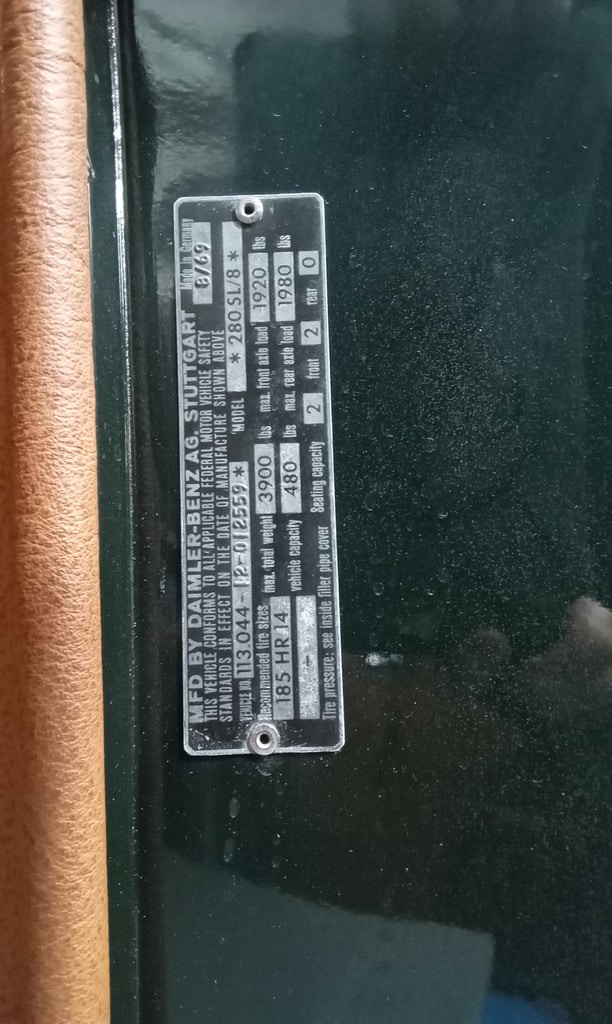 Made in Germany
MFD BY DAIMLER-BENZ AG. STUTTGART 8/69
THIS VEHICLE CONFORMS TO ALL APPLICABLE FEDERAL MOTOR VEHICLE SAFETY
STANDARDS IN EFFECT ON THE DATE OF MANUFACTURE SHOWN ABOVE
VEHICLE No 113.044-12-012559* MODEL *280SL/8*
Recommended tire sizes max. total weight 3900 lbs max. front axle load 1920 lbs
185 HR 14 vehicle capacity 480 lbs max. rear axle load 1980 lbs
Seating capacity 2 front 2 rear 0
Tire pressure: see inside filler pipe cover